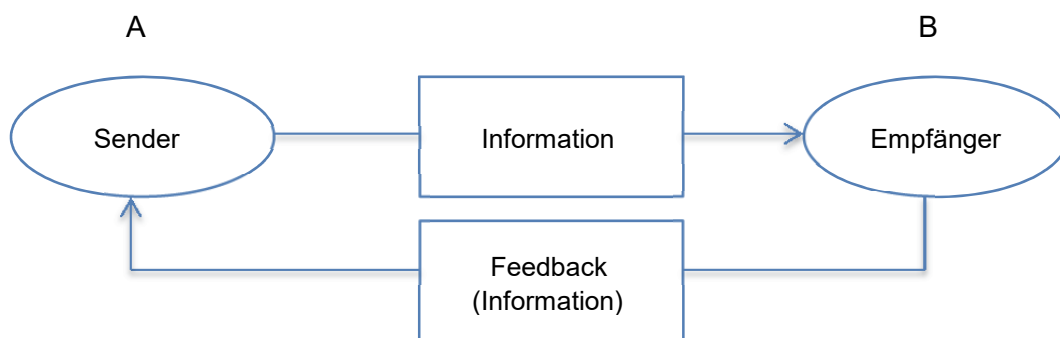 A
B
Sender
Information
Empfänger
Feedback
(Information)